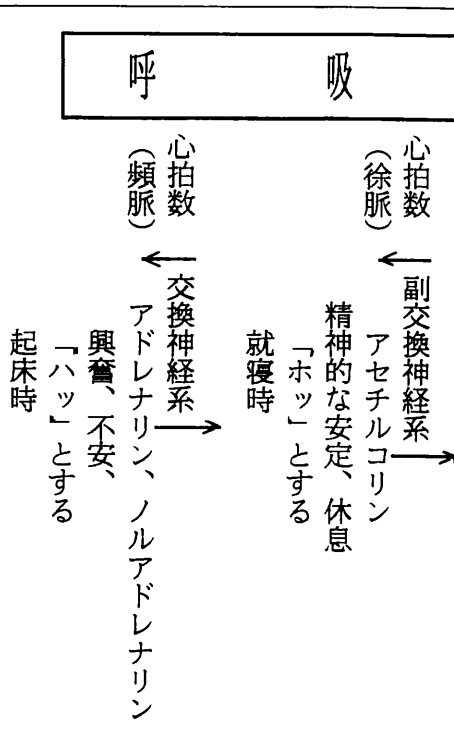 呼　吸
心拍数
（徐脈）
副交換神経系
アセチルコリン
精神的な安定、休息
「ホッ」とする
就寝時
心拍数
（頻脈）
交換神経系
アドレナリン、ノルアドレナリン
興奮、不安、
「ハッ」とする
起床時